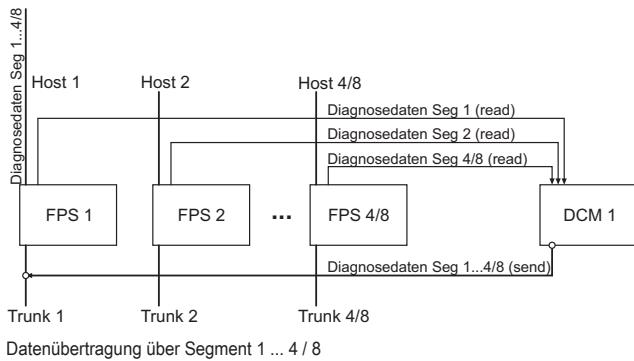 Diagnosedaten Seg 1...4/8
Host 1
Host 2
Host 4/8
Diagnosedaten Seg 1 (read)
Diagnosedaten Seg 2 (read)
Diagnosedaten Seg 4/8 (read)
FPS 1
FPS 2
...
FPS 4/8
DCM 1
Diagnosedaten Seg 1...4/8 (send)
Trunk 1
Trunk 2
Trunk 4/8
Datenübertragung über Segment 1 ... 4 / 8